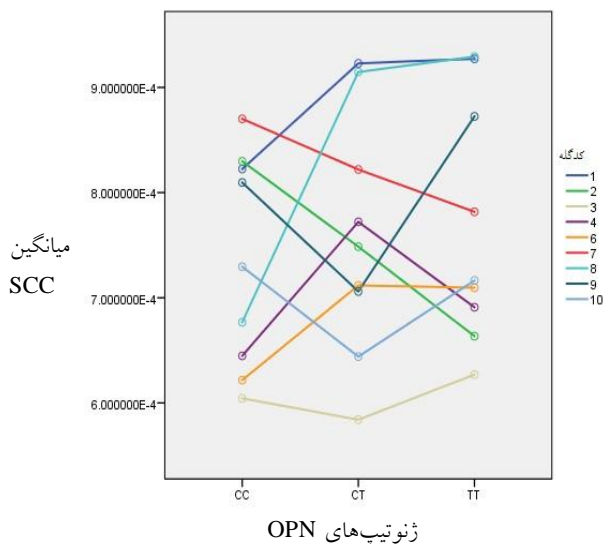 9.000000E-4
8.000000E-4
7.000000E-4
6.000000E-4
میانگین
SCC
CC
CT
TT
ژنوتیپ‌های OPN
کدگله
1
2
3
4
6
7
8
9
10